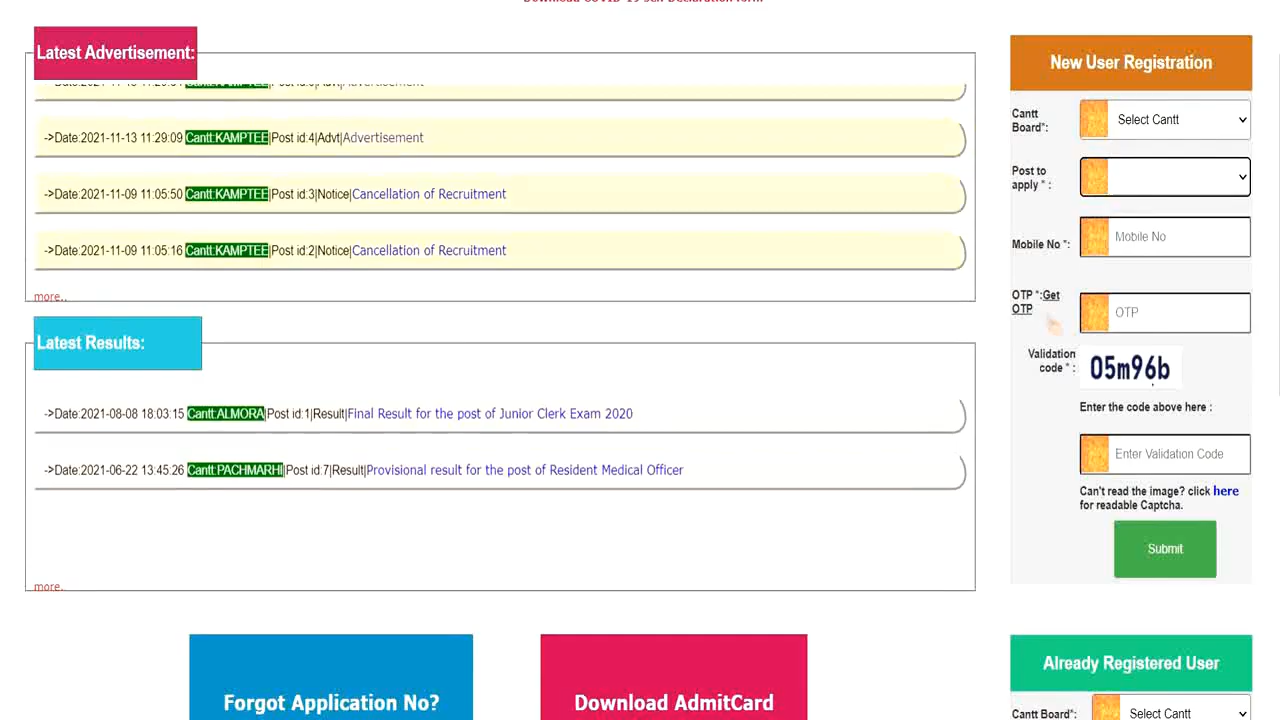 Download COVID-19 Self Declaration form
Latest Advertisement:
->Date:2021-11-13 11:29:09 Cantt:KAMPTEE|Post id:4|Advt|Advertisement
->Date:2021-11-09 11:05:50 Cantt:KAMPTEE|Post id:3|Notice|Cancellation of Recruitment
->Date:2021-11-09 11:05:16 Cantt:KAMPTEE|Post id:2|Notice|Cancellation of Recruitment
more..
Latest Results:
->Date:2021-08-08 18:03:15 Cantt:ALMORA|Post id:1|Result|Final Result for the post of Junior Clerk Exam 2020
->Date:2021-06-22 13:45:26 Cantt:PACHMARHI|Post id:7|Result|Provisional result for the post of Resident Medical Officer
more..
Forgot Application No?
Download AdmitCard
New User Registration
Cantt
Board*:
Select Cantt
Post to
apply * :
Mobile No *:
Mobile No
OTP *:Get
OTP
OTP
Validation
code * :
05m96b
Enter the code above here :
Enter Validation Code
Can't read the image? click here
for readable Captcha.
Submit
Already Registered User
Cantt Board*:
Select Cantt